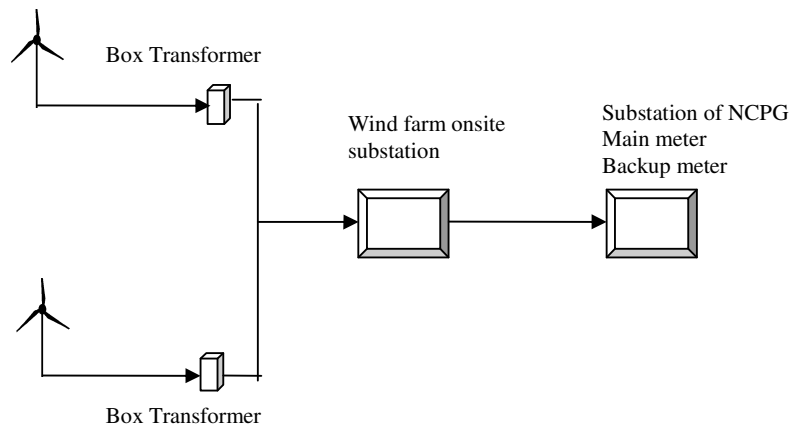 Box Transformer
Wind farm onsite
substation
Substation of NCPG
Main meter
Backup meter
Box Transformer